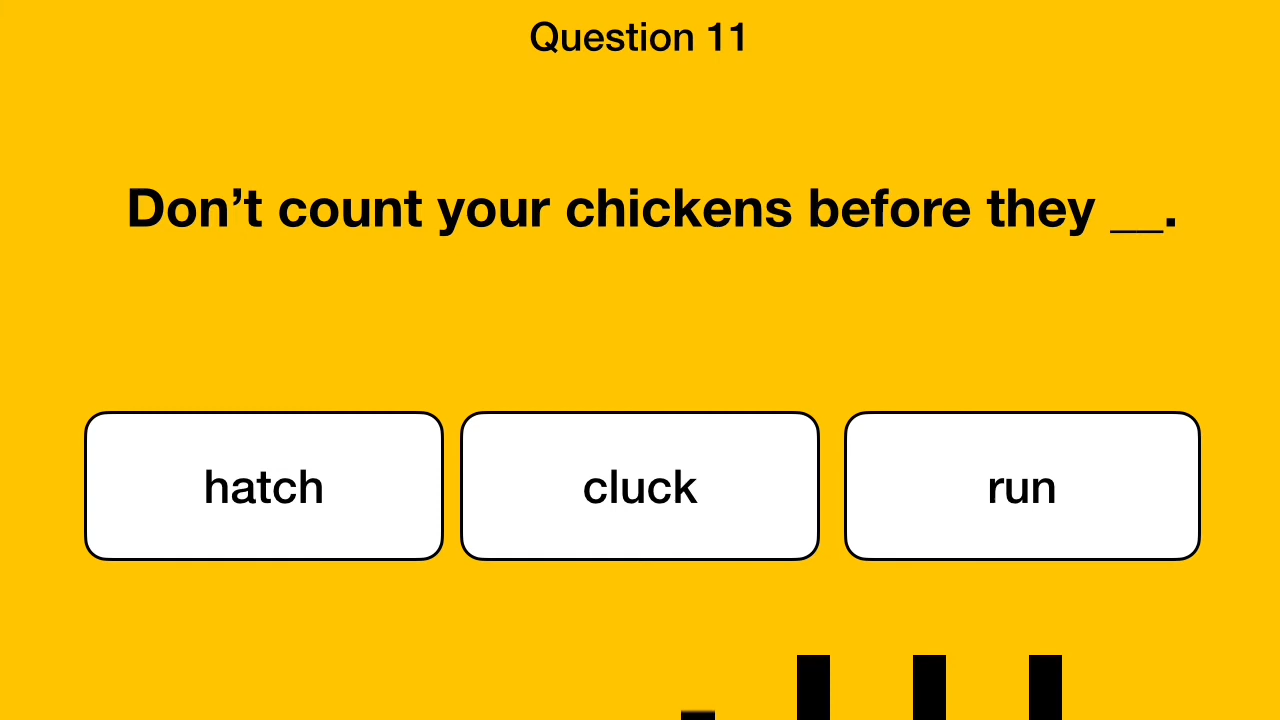 Question 11
Don’t count your chickens before they __.
hatch
cluck
run